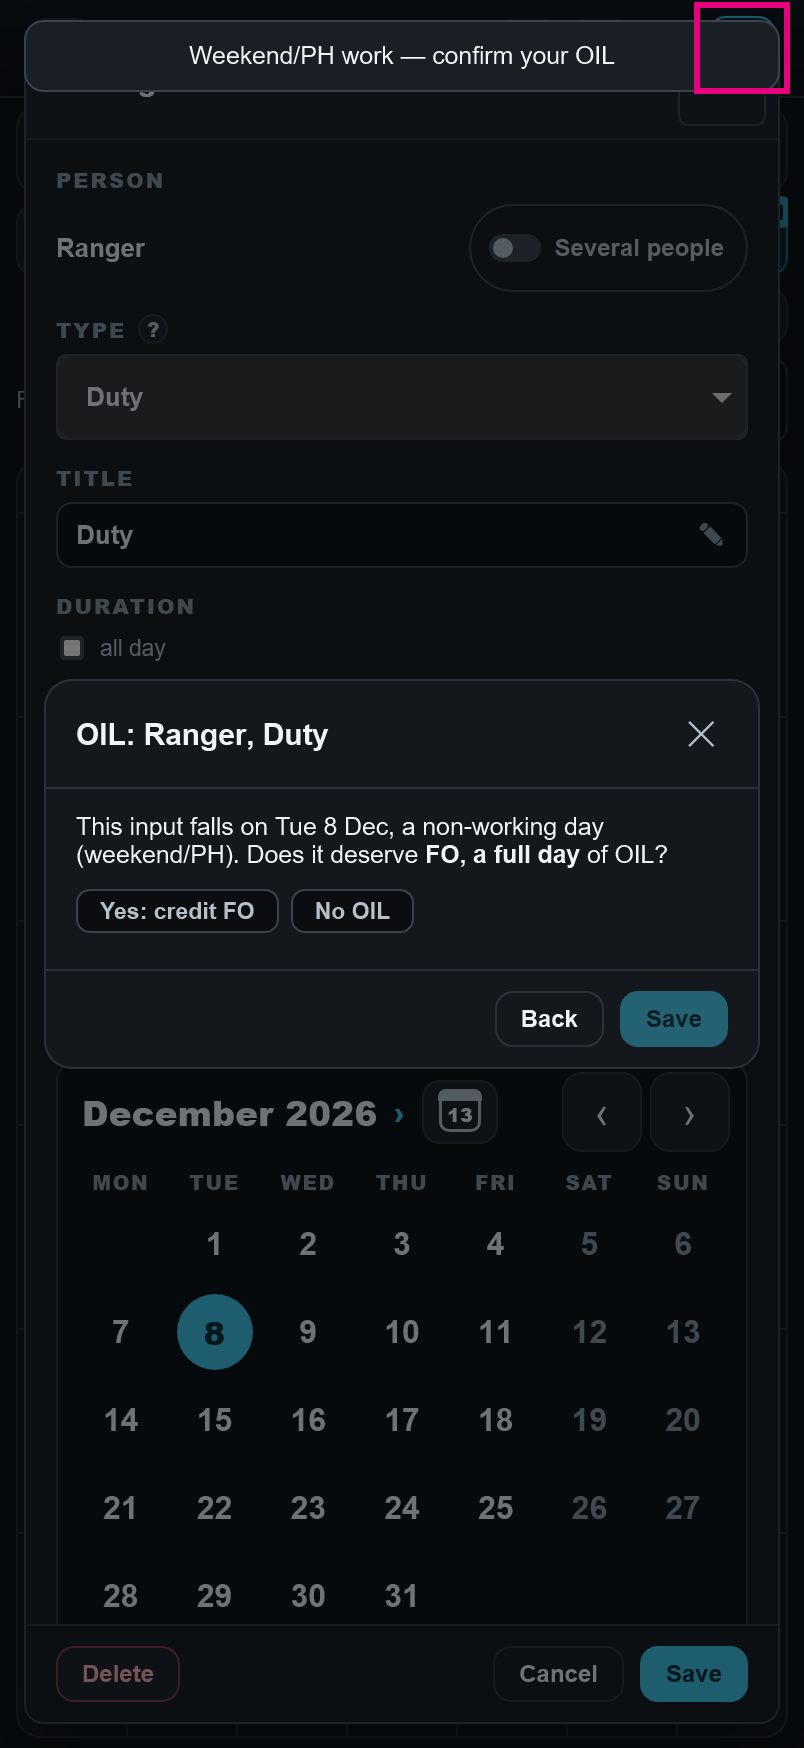 Weekend/PH work — confirm your OIL
PERSON
Ranger
Several people
TYPE ?
Duty
TITLE
Duty
DURATION
all day
OIL: Ranger, Duty
This input falls on Tue 8 Dec, a non-working day
(weekend/PH). Does it deserve FO, a full day of OIL?
Yes: credit FO No OIL
Back Save
December 2026 › 13 ‹ ›
MON TUE WED THU FRI SAT SUN
1 2 3 4 5 6
7 8 9 10 11 12 13
14 15 16 17 18 19 20
21 22 23 24 25 26 27
28 29 30 31
Delete Cancel Save